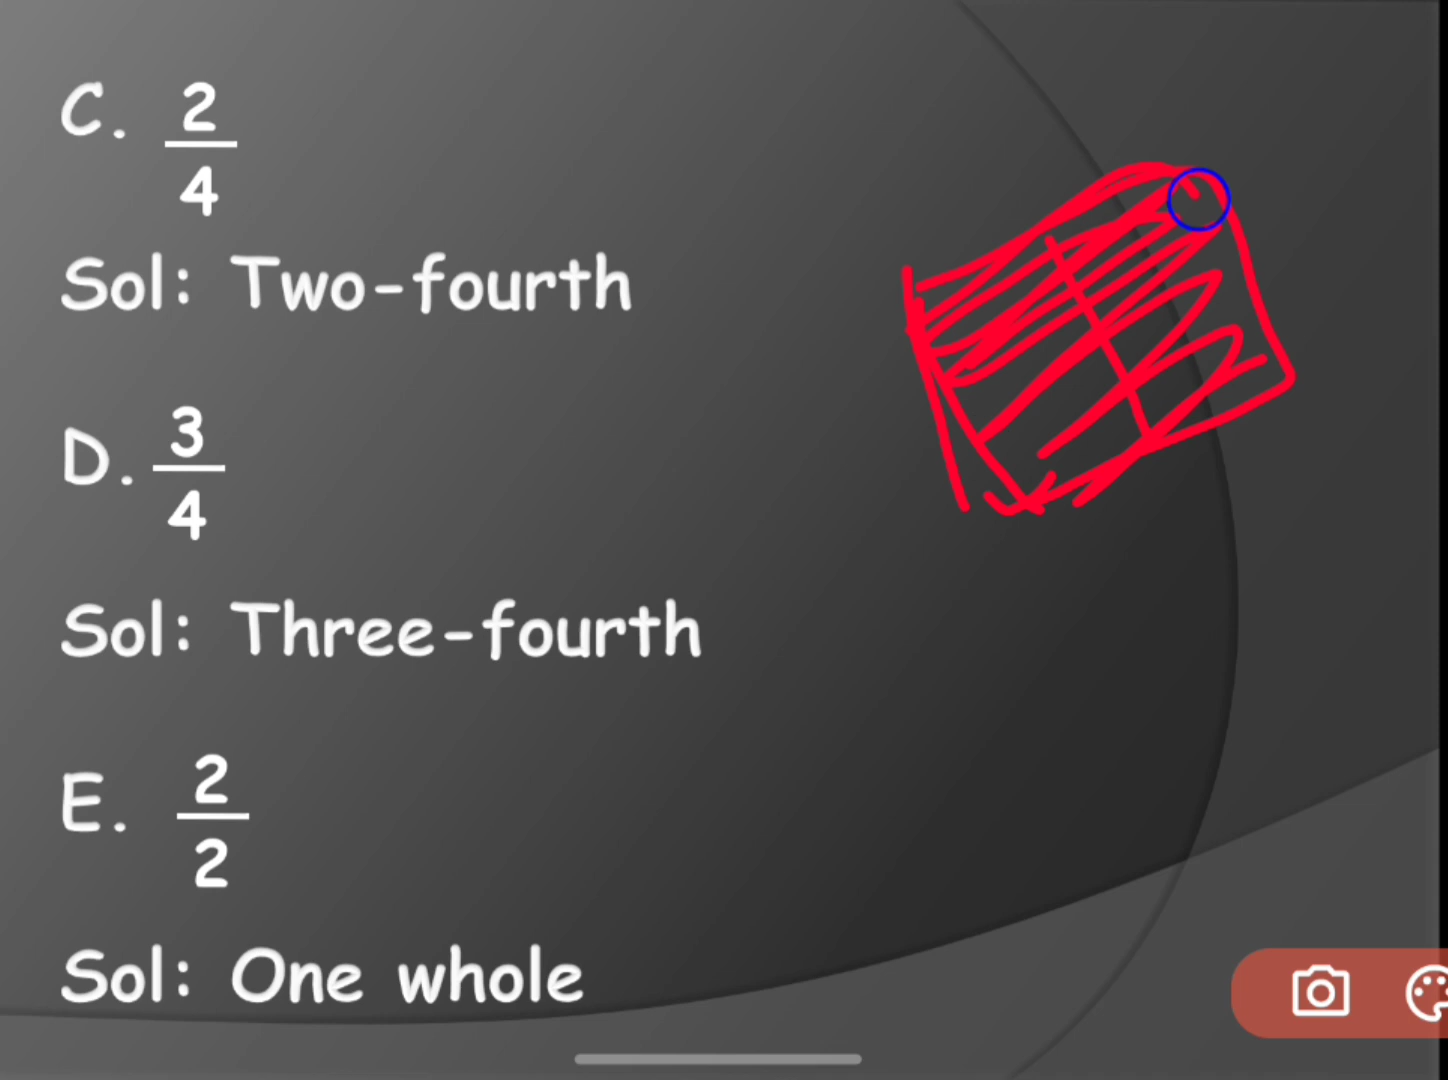 C. 2/4
Sol: Two-fourth
D. 3/4
Sol: Three-fourth
E. 2/2
Sol: One whole